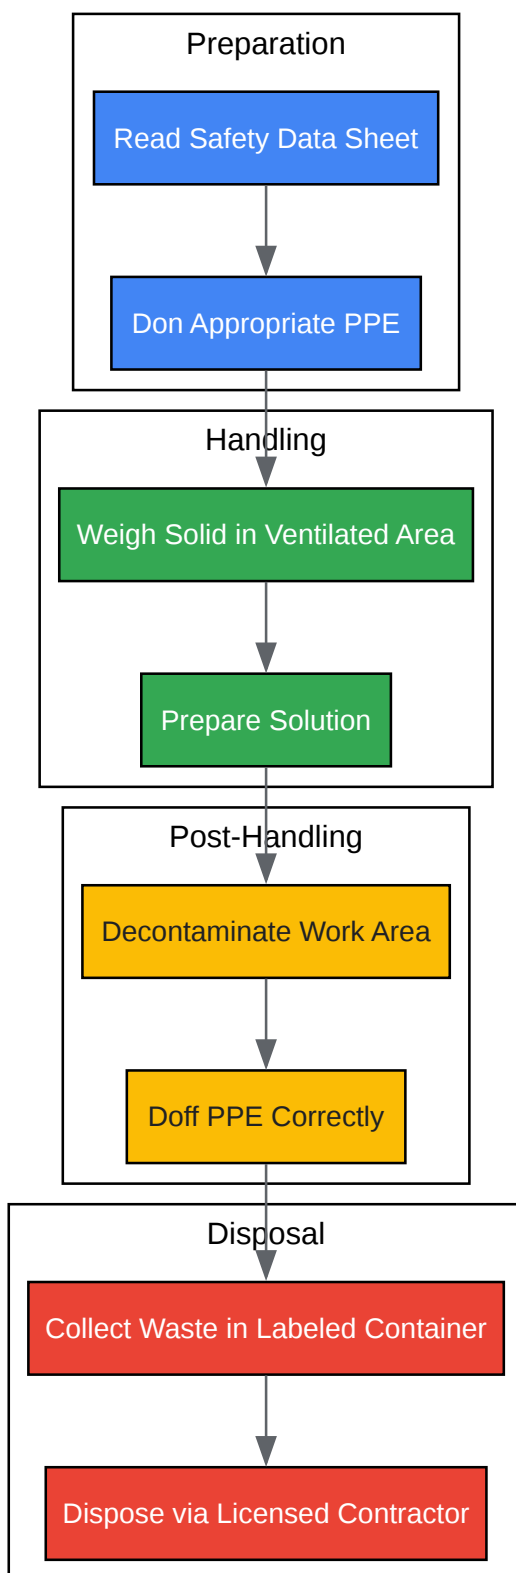 Preparation
Read Safety Data Sheet
Don Appropriate PPE
Handling
Weigh Solid in Ventilated Area
Prepare Solution
Post-Handling
Decontaminate Work Area
Doff PPE Correctly
Disposal
Collect Waste in Labeled Container
Dispose via Licensed Contractor